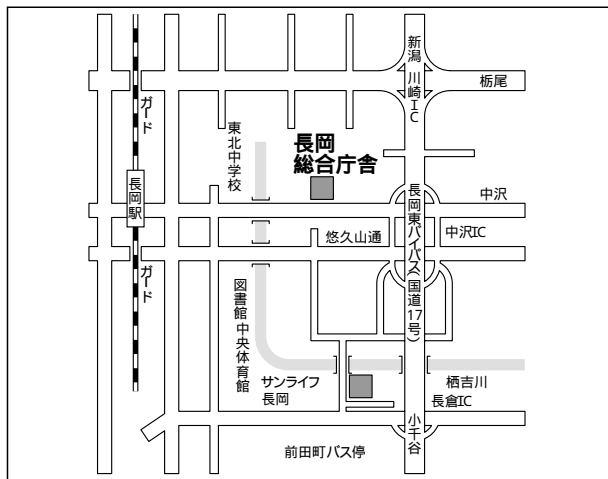 新潟
川崎IC
栃尾
ガード
東北中学校
長岡
総合庁舎
長岡駅
中沢
悠久山通
中沢IC
長岡東バイパス(国道17号)
ガード
図書館
中央体育館
サンライフ
長岡
栖吉川
長倉IC
小千谷
前田町バス停